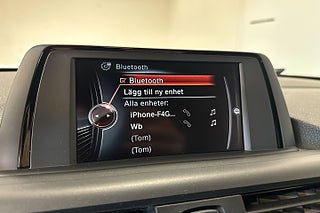 Bluetooth
Bluetooth
Lägg till ny enhet
Alla enheter:
iPhone-F4G...
Wb
(Tom)
(Tom)